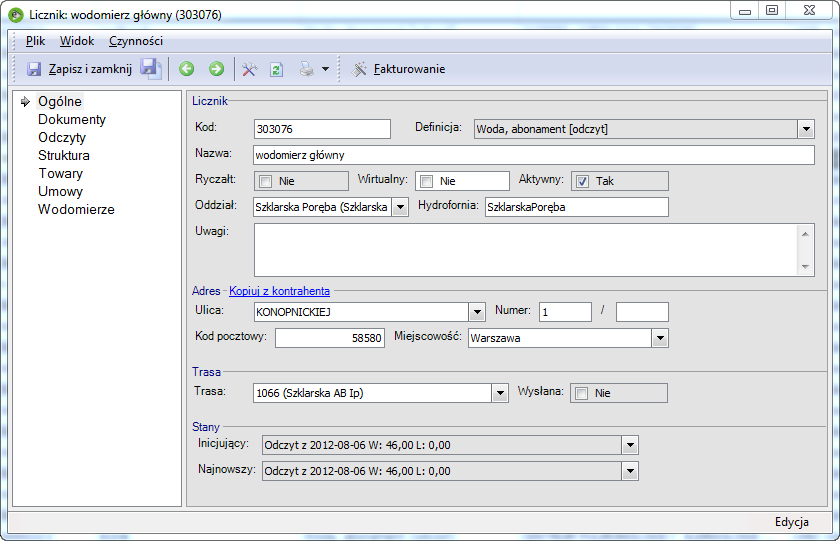 Licznik: wodomierz główny (303076)
Plik Widok Czynności
Zapisz i zamknij Fakturowanie
Ogólne
Dokumenty
Odczyty
Struktura
Towary
Umowy
Wodomierze
Licznik
Kod: 303076 Definicja: Woda, abonament [odczyt]
Nazwa: wodomierz główny
Ryczałt: Nie Wirtualny: Nie Aktywny: Tak
Oddział: Szklarska Poręba (Szklarska Hydrofornia: SzklarskaPoręba
Uwagi:
Adres Kopiuj z kontrahenta
Ulica: KONOPNICKIEJ Numer: 1 /
Kod pocztowy: 58580 Miejscowość: Warszawa
Trasa
Trasa: 1066 (Szklarska AB Ip) Wysłana: Nie
Stany
Inicjujący: Odczyt z 2012-08-06 W: 46,00 L: 0,00
Najnowszy: Odczyt z 2012-08-06 W: 46,00 L: 0,00
Edycja